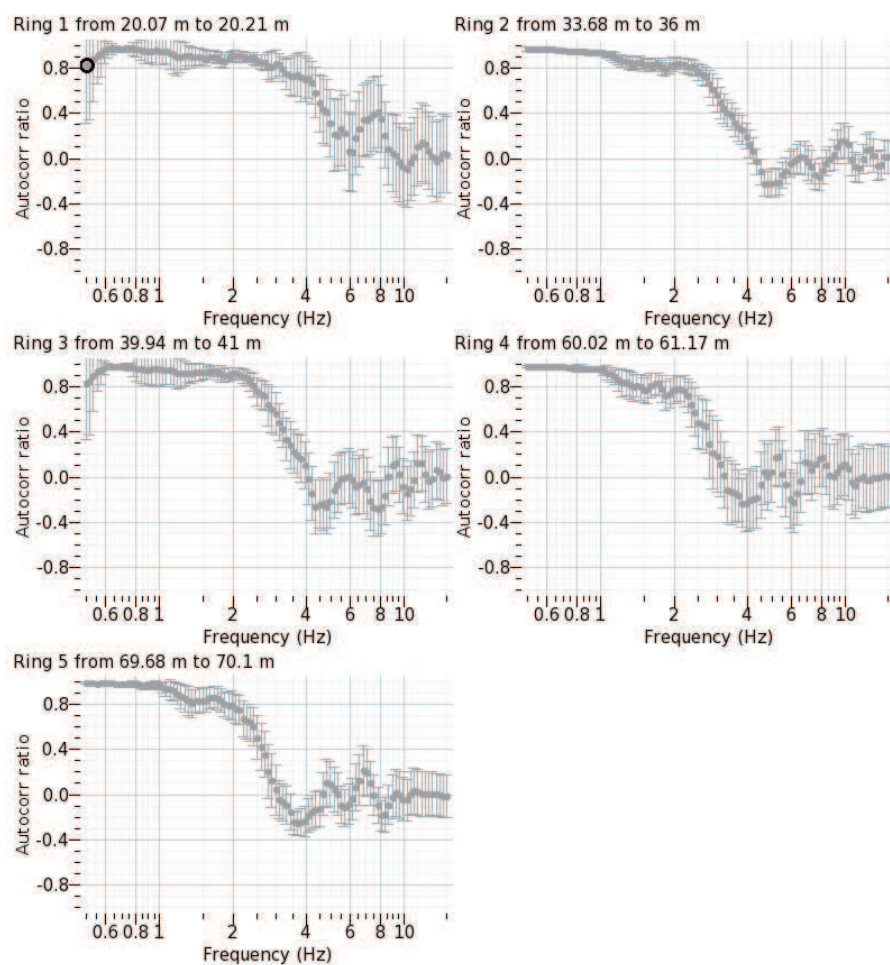 Ring 1 from 20.07 m to 20.21 m
Autocorr ratio
0.8
0.4
0.0
-0.4
-0.8
0.6 0.8 1 2 4 6 8 10
Frequency (Hz)
Ring 2 from 33.68 m to 36 m
Autocorr ratio
0.8
0.4
0.0
-0.4
-0.8
0.6 0.8 1 2 4 6 8 10
Frequency (Hz)
Ring 3 from 39.94 m to 41 m
Autocorr ratio
0.8
0.4
0.0
-0.4
-0.8
0.6 0.8 1 2 4 6 8 10
Frequency (Hz)
Ring 4 from 60.02 m to 61.17 m
Autocorr ratio
0.8
0.4
0.0
-0.4
-0.8
0.6 0.8 1 2 4 6 8 10
Frequency (Hz)
Ring 5 from 69.68 m to 70.1 m
Autocorr ratio
0.8
0.4
0.0
-0.4
-0.8
0.6 0.8 1 2 4 6 8 10
Frequency (Hz)